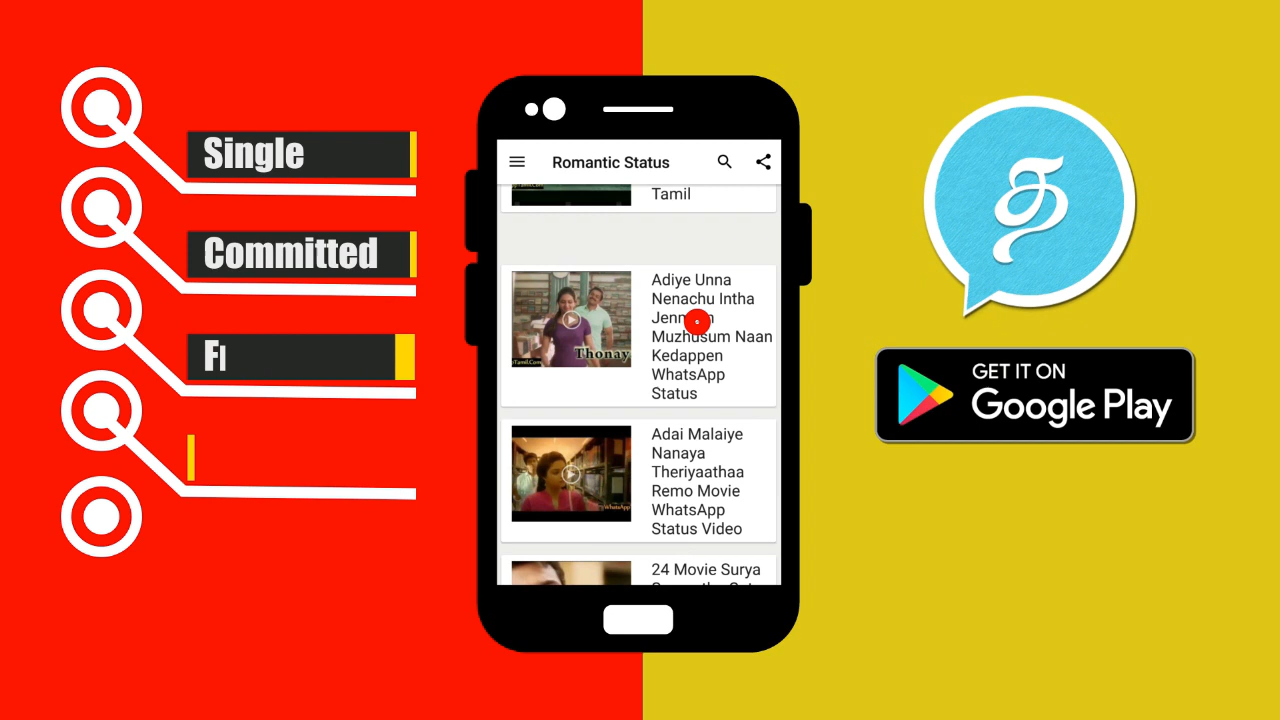 Single
Committed
Romantic Status
Tamil
Adiye Unna
Nenachu Intha
Muzhusum Naan
Kedappen
WhatsApp
Status
Thonay
Adai Malaiye
Nanaya
Theriyaathaa
Remo Movie
WhatsApp
Status Video
WhatsApp
24 Movie Surya
த
GET IT ON
Google Play